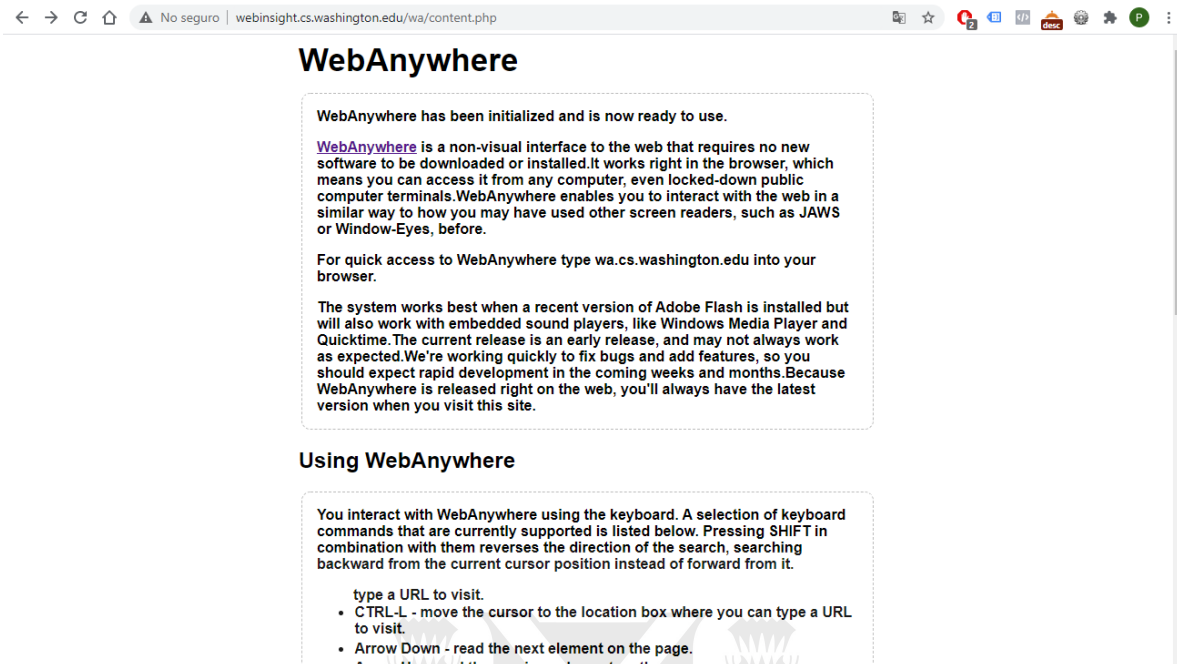 No seguro
webinsight.cs.washington.edu/wa/content.php
2
desc
P
WebAnywhere
WebAnywhere has been initialized and is now ready to use.
WebAnywhere is a non-visual interface to the web that requires no new
software to be downloaded or installed.It works right in the browser, which
means you can access it from any computer, even locked-down public
computer terminals.WebAnywhere enables you to interact with the web in a
similar way to how you may have used other screen readers, such as JAWS
or Window-Eyes, before.
For quick access to WebAnywhere type wa.cs.washington.edu into your
browser.
The system works best when a recent version of Adobe Flash is installed but
will also work with embedded sound players, like Windows Media Player and
Quicktime.The current release is an early release, and may not always work
as expected.We're working quickly to fix bugs and add features, so you
should expect rapid development in the coming weeks and months.Because
WebAnywhere is released right on the web, you'll always have the latest
version when you visit this site.
Using WebAnywhere
You interact with WebAnywhere using the keyboard. A selection of keyboard
commands that are currently supported is listed below. Pressing SHIFT in
combination with them reverses the direction of the search, searching
backward from the current cursor position instead of forward from it.
type a URL to visit.
• CTRL-L - move the cursor to the location box where you can type a URL
to visit.
• Arrow Down - read the next element on the page.